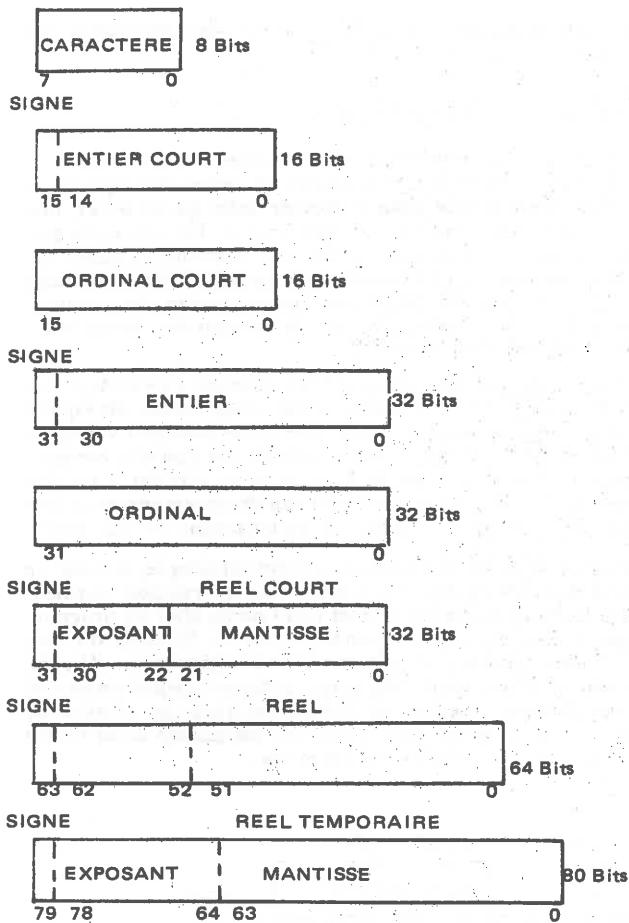 CARACTERE 8 Bits
7 0
SIGNE
ENTIER COURT 16 Bits
15 14 0
ORDINAL COURT 16 Bits
15 0
SIGNE
ENTIER 32 Bits
31 30 0
ORDINAL 32 Bits
31 0
SIGNE REEL COURT
EXPOSANT MANTISSE 32 Bits
31 30 22 21 0
SIGNE REEL
64 Bits
63 62 52 51 0
SIGNE REEL TEMPORAIRE
EXPOSANT MANTISSE 80 Bits
79 78 64 63 0